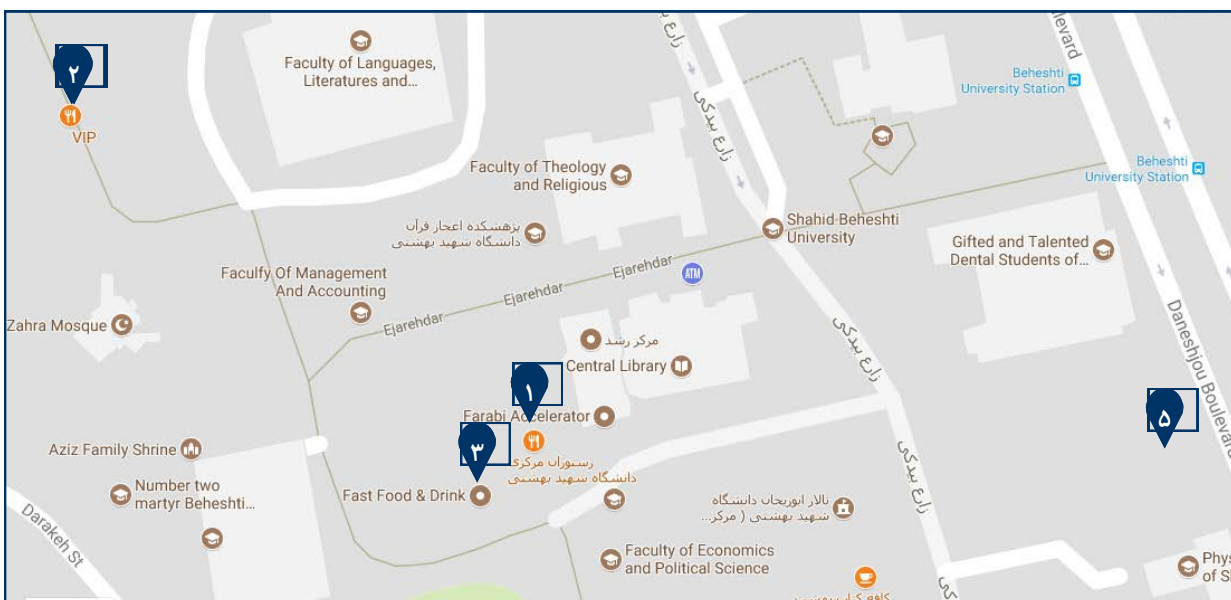 ۲
VIP
Faculty of Languages,
Literatures and...
زارع بیدکی
زارع بیدکی
Beheshti
University Station
levard
Beheshti
University Station
Faculty of Theology
and Religious
پژهشکده اعجاز قرآن
دانشگاه شهید بهشتی
Shahid Beheshti
University
Gifted and Talented
Dental Students of...
Faculfy Of Management
And Accounting
Ejarehdar
Ejarehdar
Ejarehdar
ATM
Zahra Mosque
مرکز رشد
Central Library
زارع بیدکی
Daneshjou Boulevard
۱
Farabi Accelerator
۵
۳
رستوران مرکزی
دانشگاه شهید بهشتی
Aziz Family Shrine
Number two
martyr Beheshti...
Fast Food & Drink
تالار ابوریحان دانشگاه
شهید بهشتی ( مرکز...
زارع بیدکی
Darakeh St
Faculty of Economics
and Political Science
Phys
of S
کی